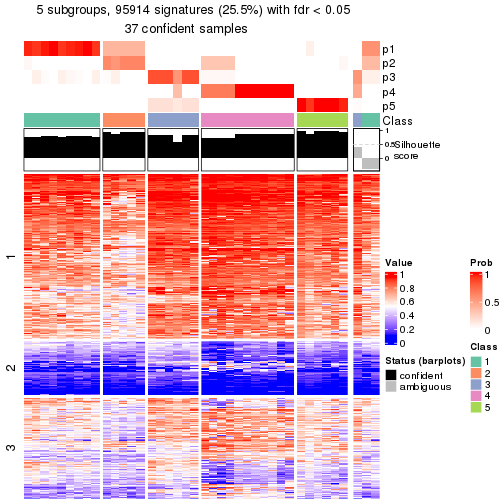 5 subgroups, 95914 signatures (25.5%) with fdr < 0.05
37 confident samples
p1
p2
p3
p4
p5
Class
1
0.5
0
Silhouette
score
1
2
3
Value
1
0.8
0.6
0.4
0.2
0
Status (barplots)
confident
ambiguous
Prob
1
0.5
0
Class
1
2
3
4
5